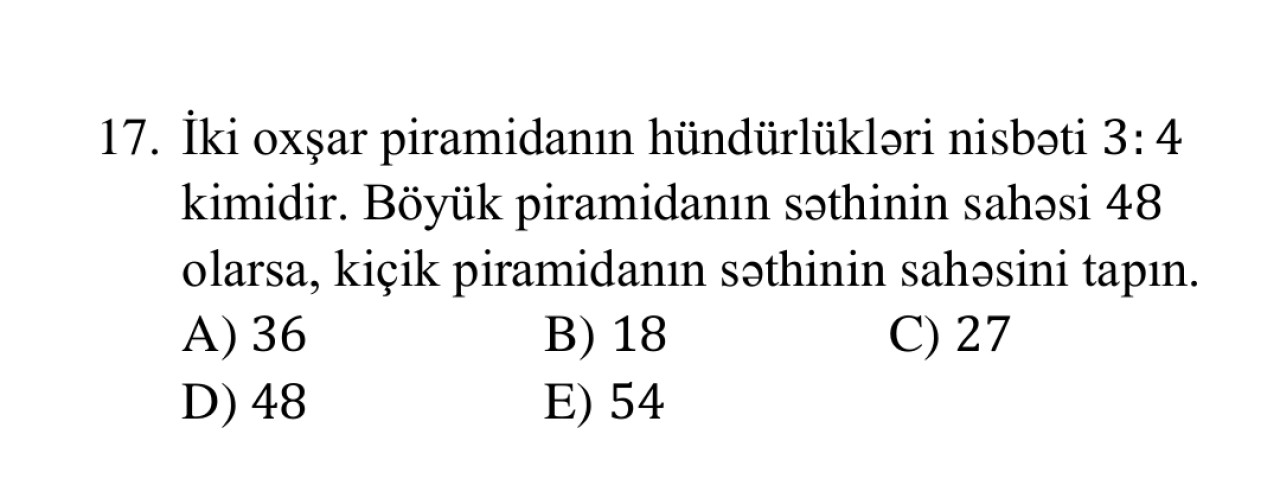 17. İki oxşar piramidanın hündürlükləri nisbəti 3: 4
kimidir. Böyük piramidanın səthinin sahəsi 48
olarsa, kiçik piramidanın səthinin sahəsini tapın.
A) 36 B) 18 C) 27
D) 48 E) 54